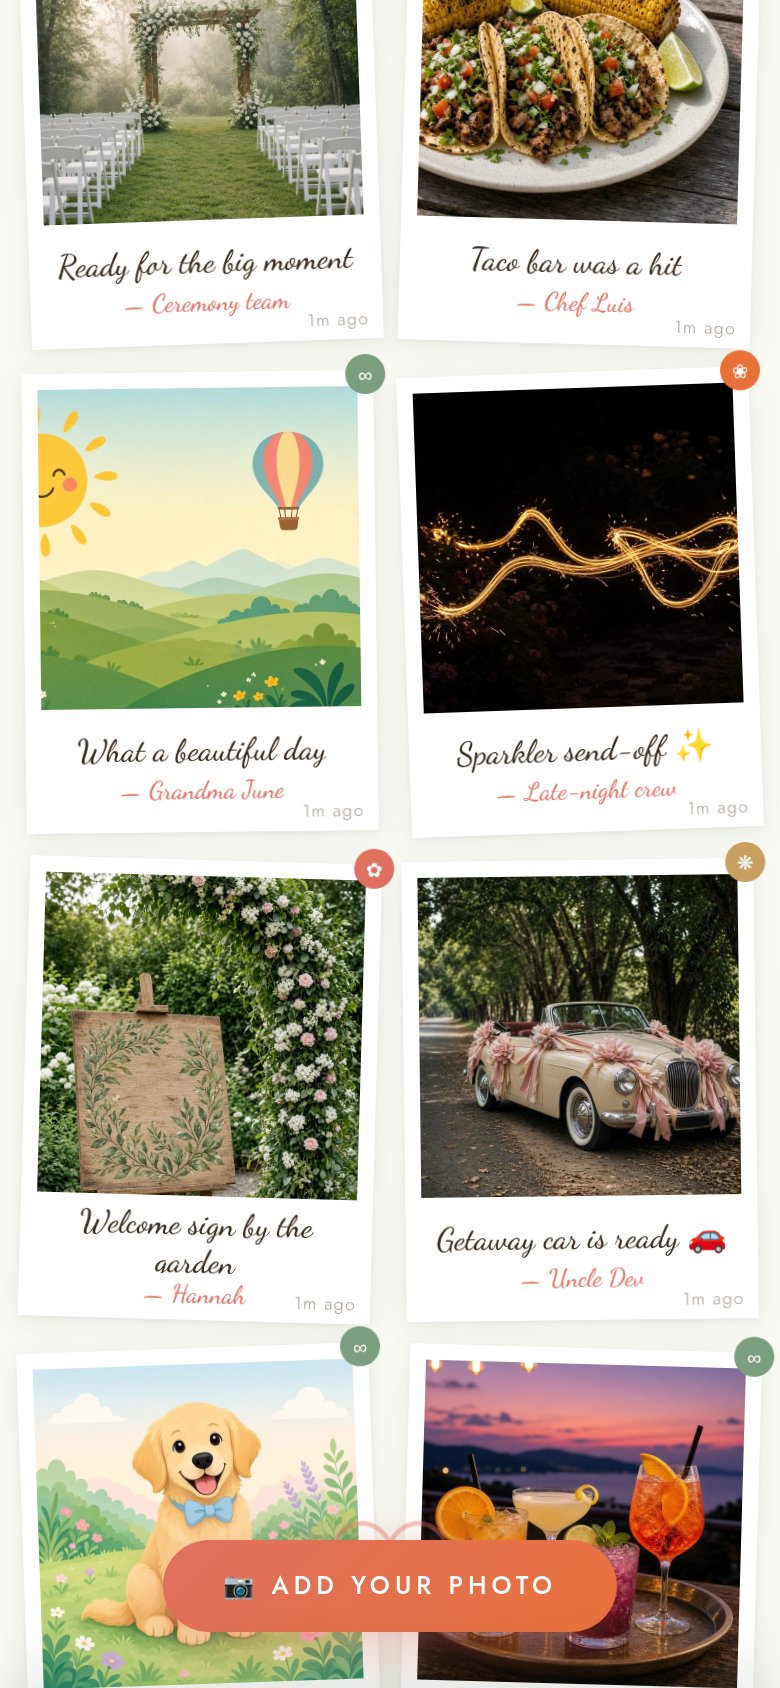 Ready for the big moment
— Ceremony team
1m ago
Taco bar was a hit
— Chef Luis
1m ago
What a beautiful day
— Grandma June
1m ago
Sparkler send-off ✨
— Late-night crew
1m ago
Welcome sign by the
garden
— Hannah
1m ago
Getaway car is ready 🚗
— Uncle Dev
1m ago
📷 ADD YOUR PHOTO